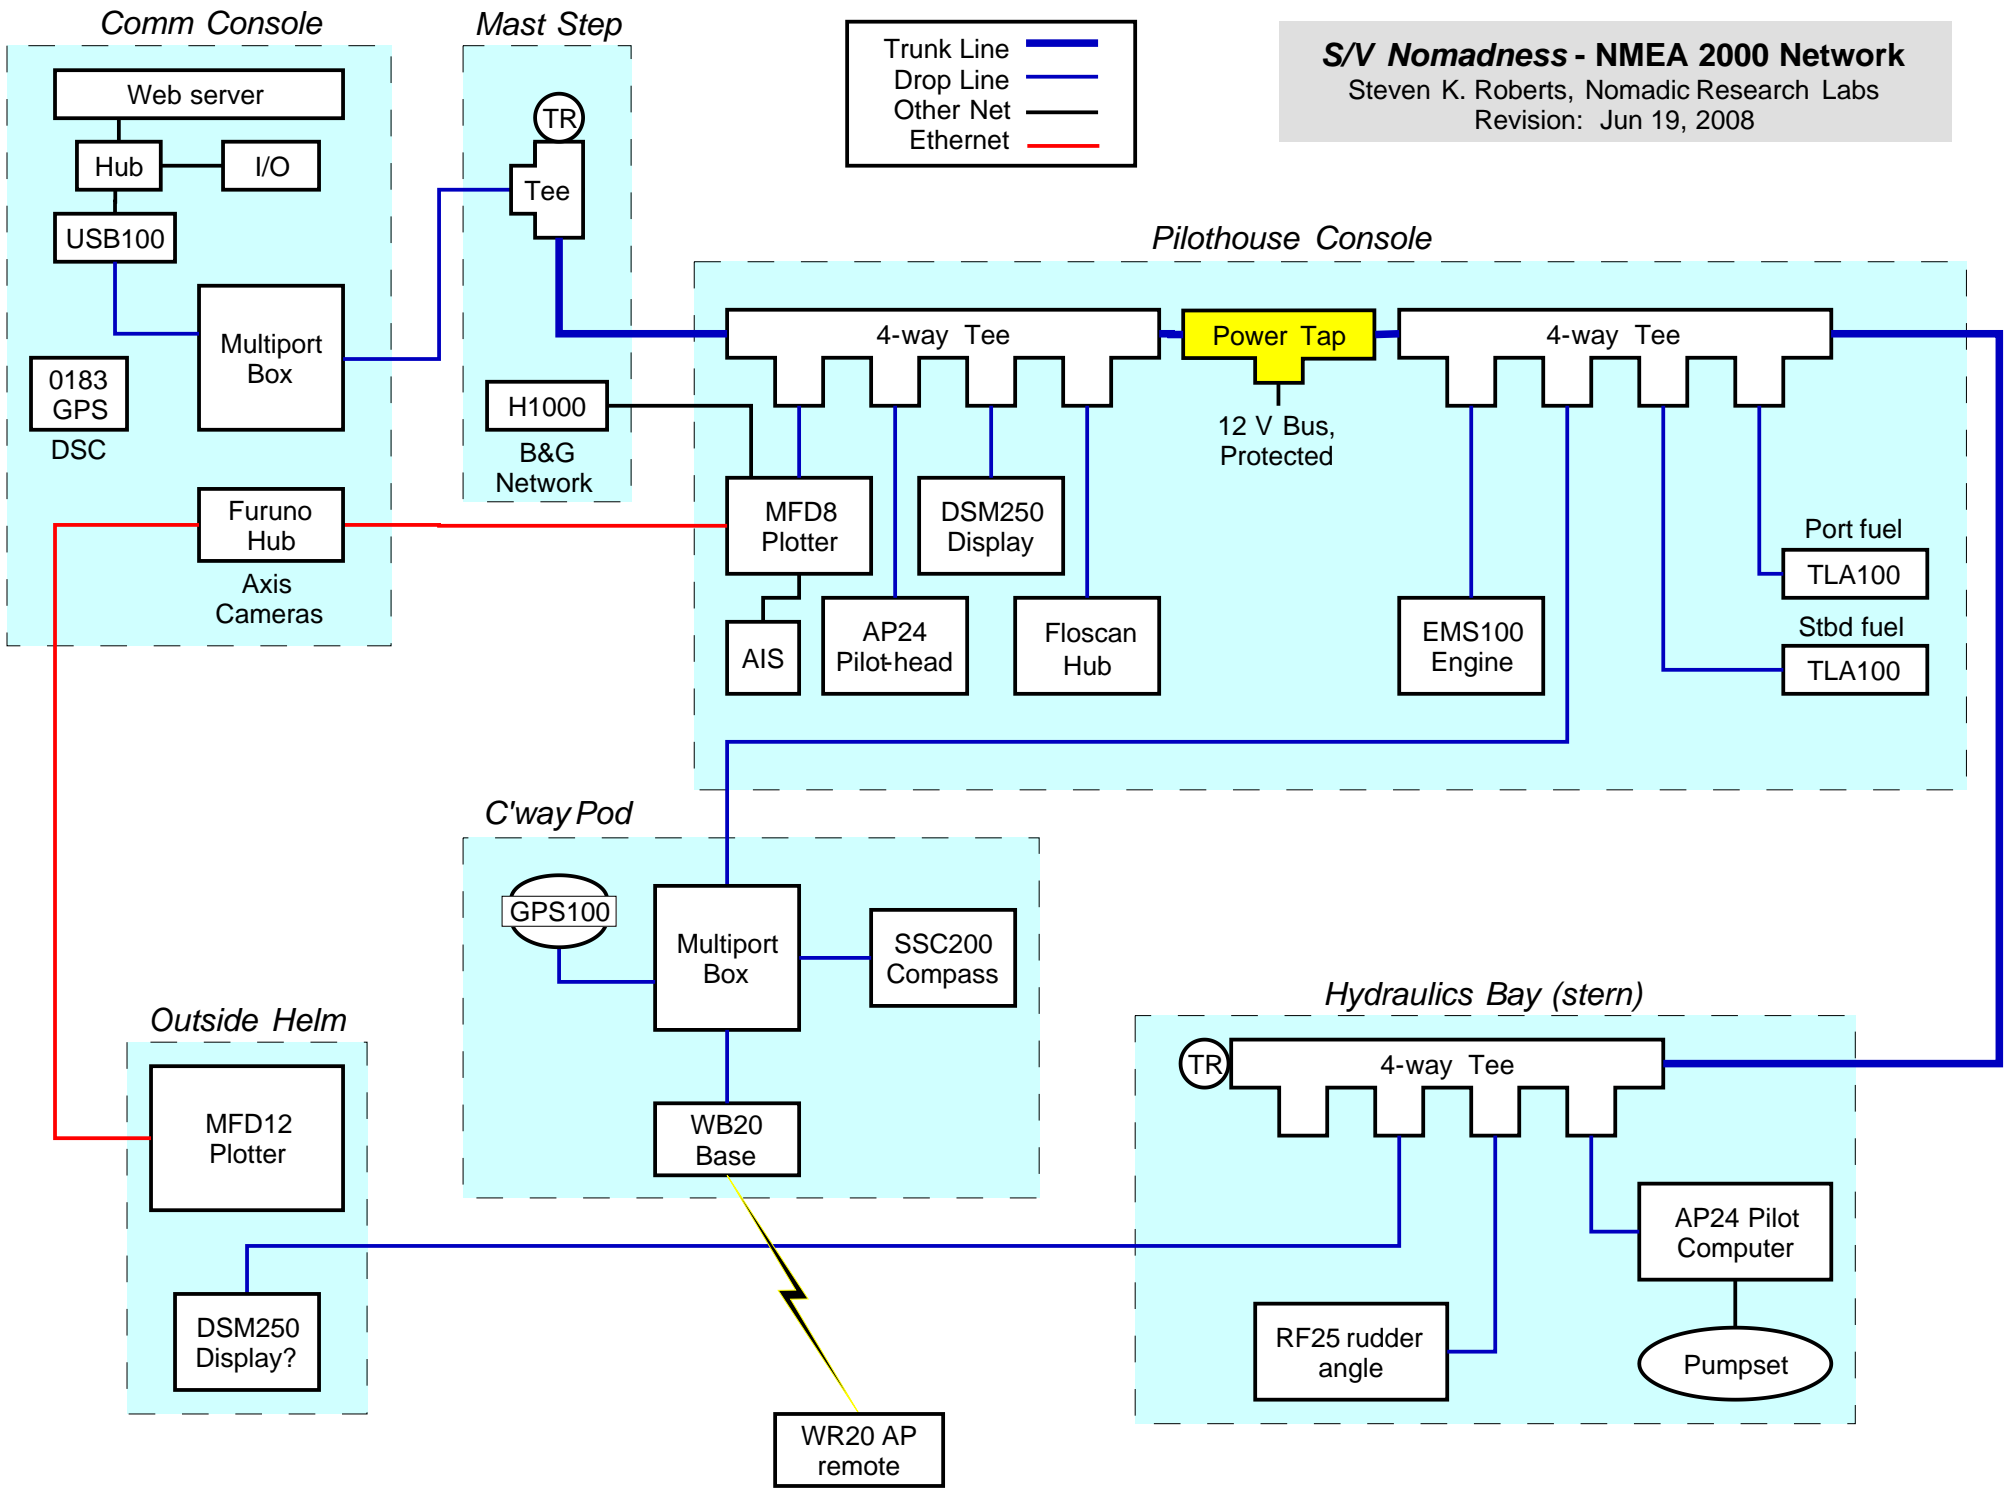 Comm Console
Web server
Hub
I/O
USB100
Multiport
Box
0183
GPS
DSC
Furuno
Hub
Axis
Cameras
Mast Step
TR
Tee
H1000
B&G
Network
Trunk Line
Drop Line
Other Net
Ethernet
S/V Nomadness - NMEA 2000 Network
Steven K. Roberts, Nomadic Research Labs
Revision: Jun 19, 2008
Pilothouse Console
4-way Tee
Power Tap
4-way Tee
12 V Bus,
Protected
MFD8
Plotter
DSM250
Display
AIS
AP24
Pilot-head
Floscan
Hub
EMS100
Engine
Port fuel
TLA100
Stbd fuel
TLA100
C'way Pod
GPS100
Multiport
Box
SSC200
Compass
WB20
Base
WR20 AP
remote
Outside Helm
MFD12
Plotter
DSM250
Display?
Hydraulics Bay (stern)
TR
4-way Tee
AP24 Pilot
Computer
RF25 rudder
angle
Pumpset